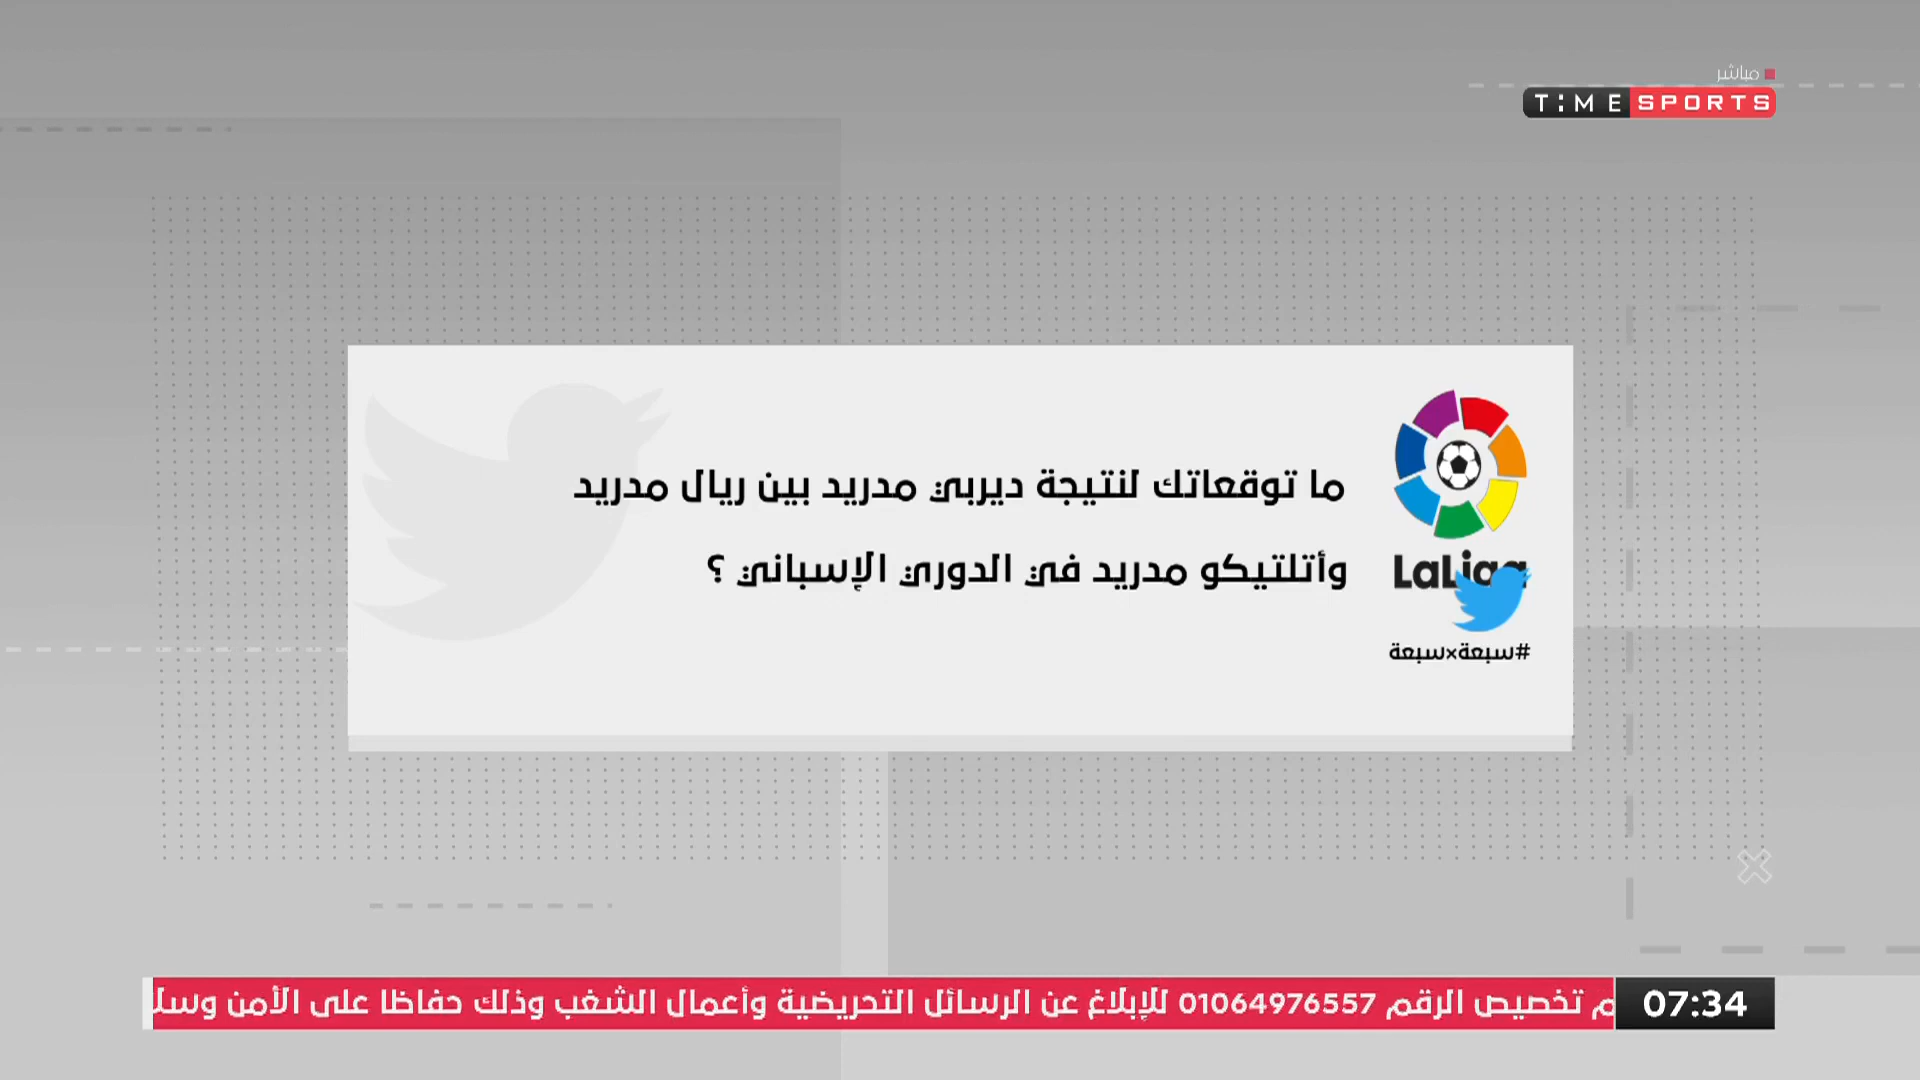 مباشر
TIME SPORTS
ما توقعاتك لنتيجة ديربي مدريد بين ريال مدريد
وأتلتيكو مدريد في الدوري الإسباني ؟
LaLiga
#سبعة×سبعة
م تخصيص الرقم 01064976557 للإبلاغ عن الرسائل التحريضية وأعمال الشغب وذلك حفاظا على الأمن وسل
07:34